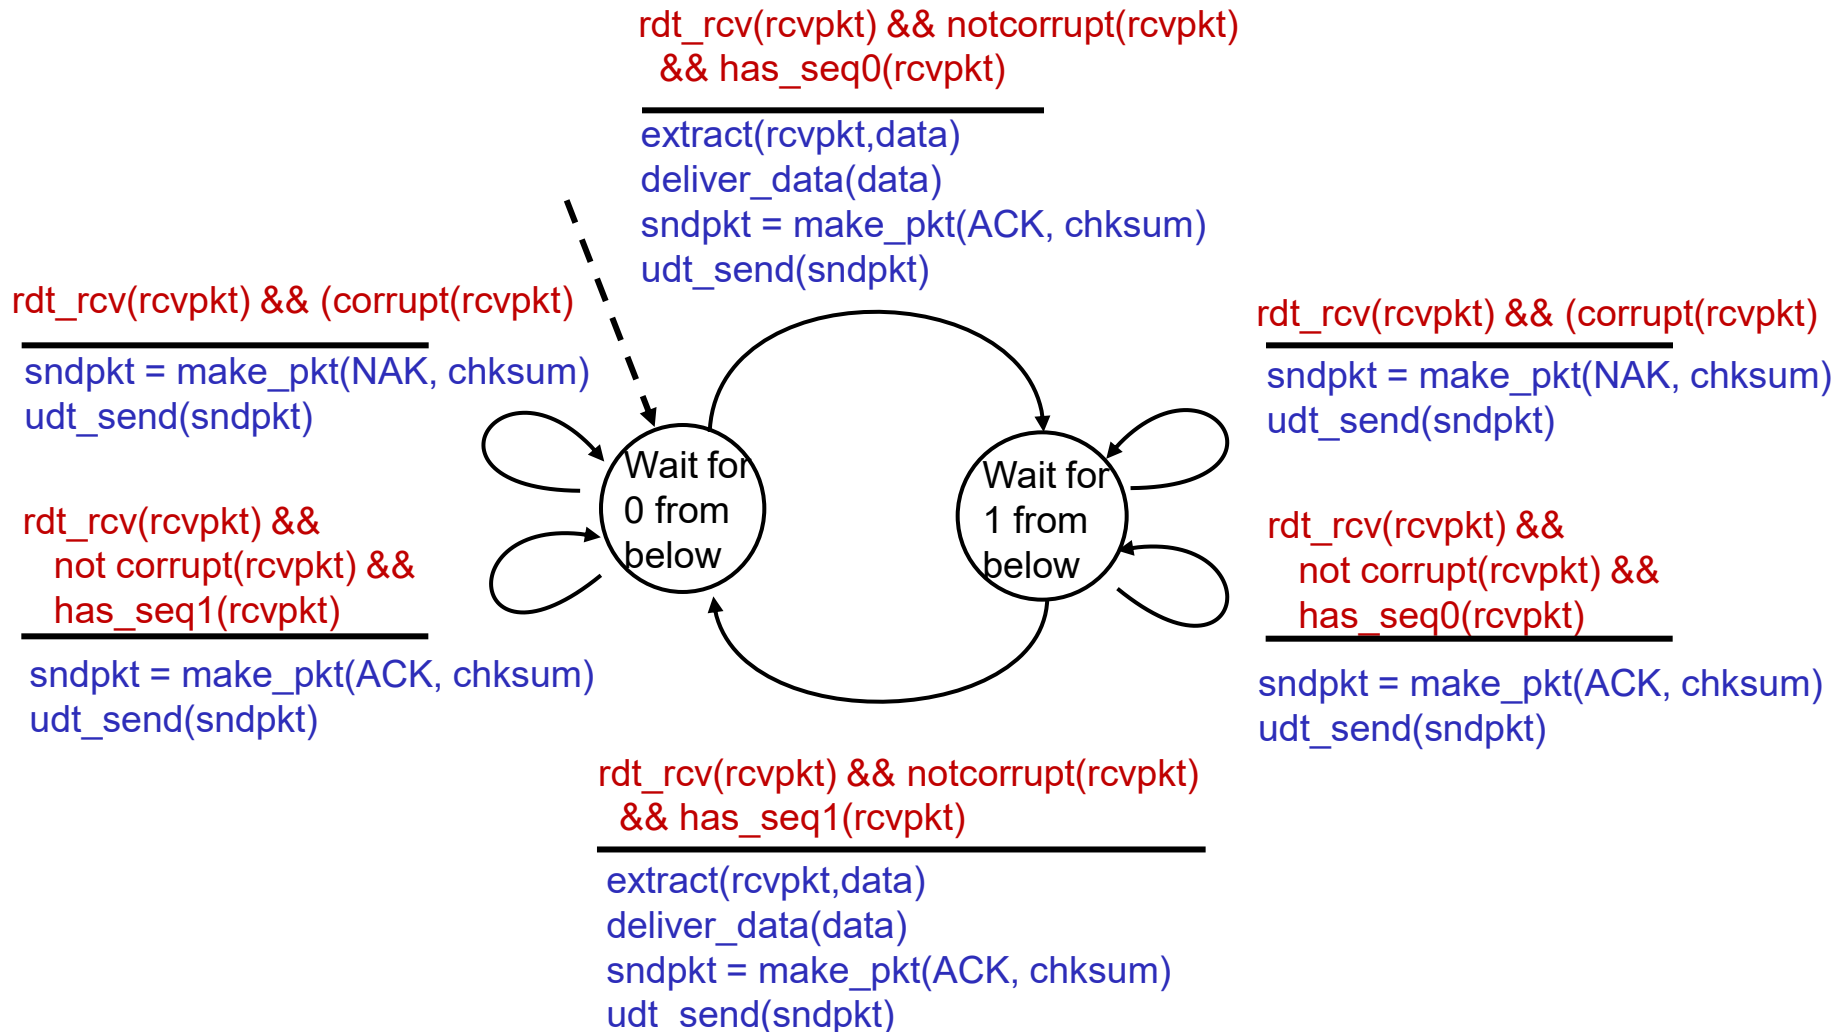 rdt_rcv(rcvpkt) && notcorrupt(rcvpkt)
&& has_seq0(rcvpkt)
extract(rcvpkt,data)
deliver_data(data)
sndpkt = make_pkt(ACK, chksum)
udt_send(sndpkt)
rdt_rcv(rcvpkt) && (corrupt(rcvpkt)
sndpkt = make_pkt(NAK, chksum)
udt_send(sndpkt)
rdt_rcv(rcvpkt) &&
not corrupt(rcvpkt) &&
has_seq1(rcvpkt)
sndpkt = make_pkt(ACK, chksum)
udt_send(sndpkt)
Wait for
0 from
below
Wait for
1 from
below
rdt_rcv(rcvpkt) && (corrupt(rcvpkt)
sndpkt = make_pkt(NAK, chksum)
udt_send(sndpkt)
rdt_rcv(rcvpkt) &&
not corrupt(rcvpkt) &&
has_seq0(rcvpkt)
sndpkt = make_pkt(ACK, chksum)
udt_send(sndpkt)
rdt_rcv(rcvpkt) && notcorrupt(rcvpkt)
&& has_seq1(rcvpkt)
extract(rcvpkt,data)
deliver_data(data)
sndpkt = make_pkt(ACK, chksum)
udt_send(sndpkt)